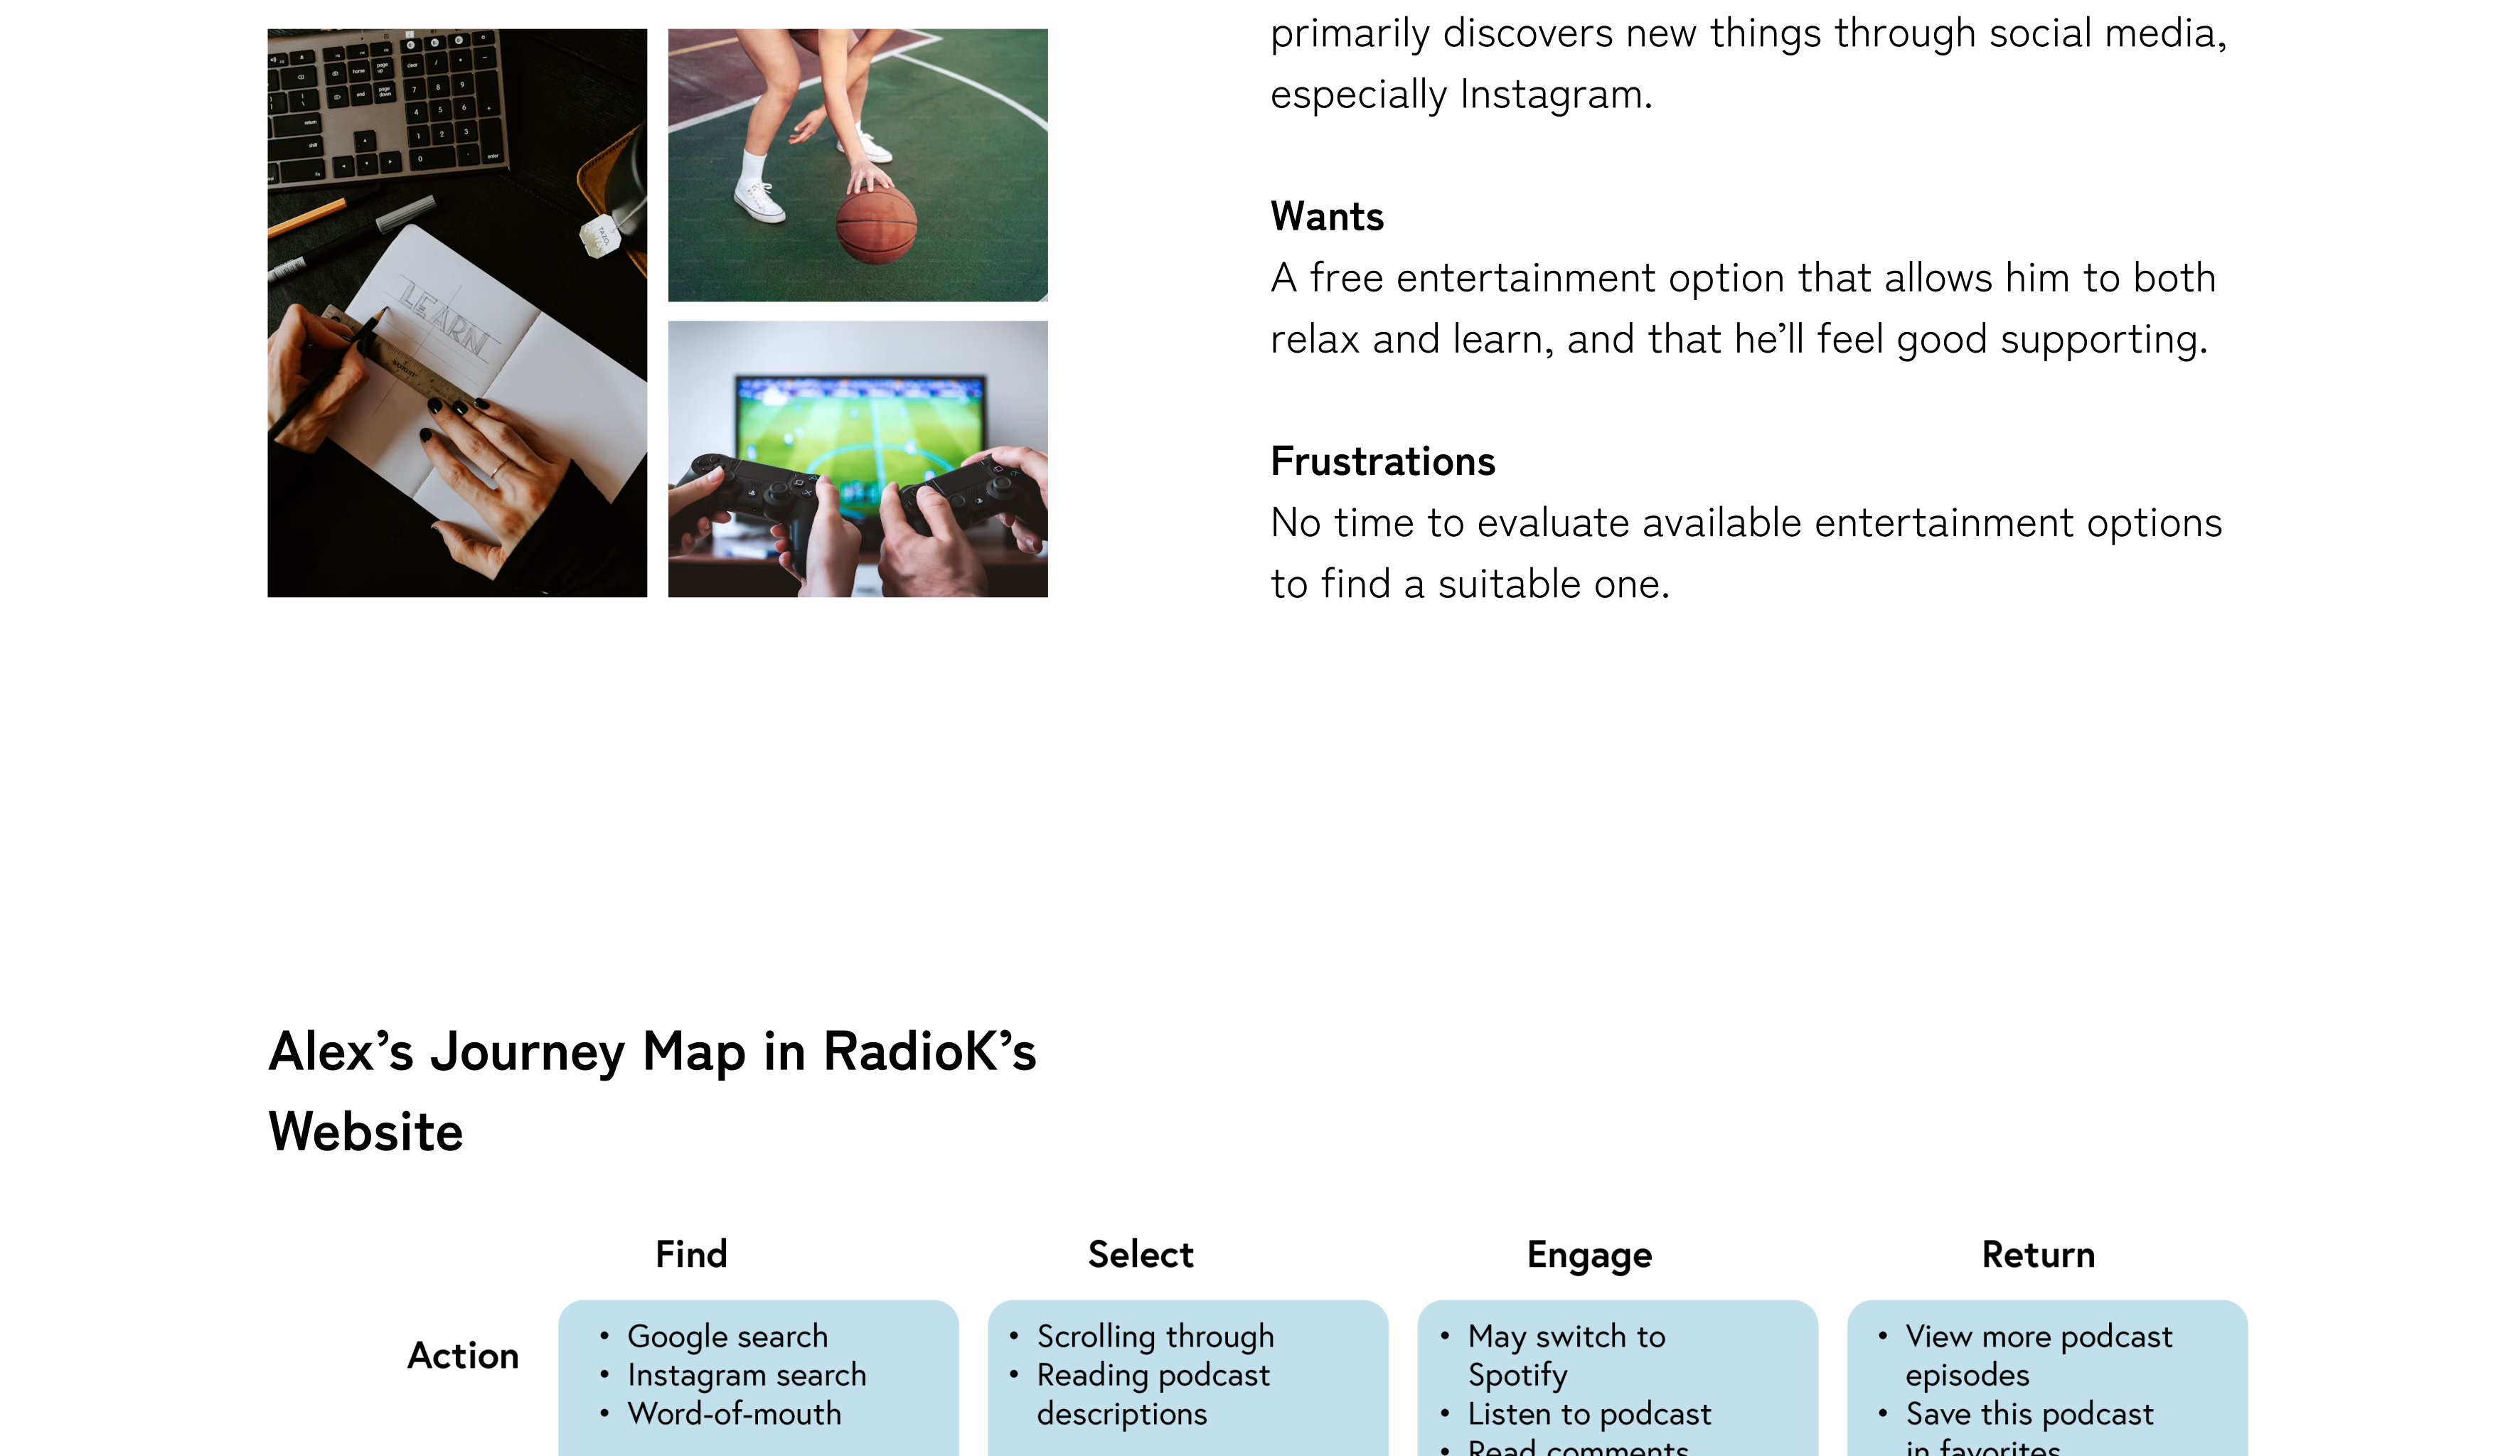 primarily discovers new things through social media,
especially Instagram.
Wants
A free entertainment option that allows him to both
relax and learn, and that he’ll feel good supporting.
Frustrations
No time to evaluate available entertainment options
to find a suitable one.
LEARN
Alex’s Journey Map in RadioK’s
Website
Find
Select
Engage
Return
Action
• Google search
• Instagram search
• Word-of-mouth
• Scrolling through
• Reading podcast
descriptions
• May switch to
Spotify
• Listen to podcast
• Read comments
• View more podcast
episodes
• Save this podcast
in favorites